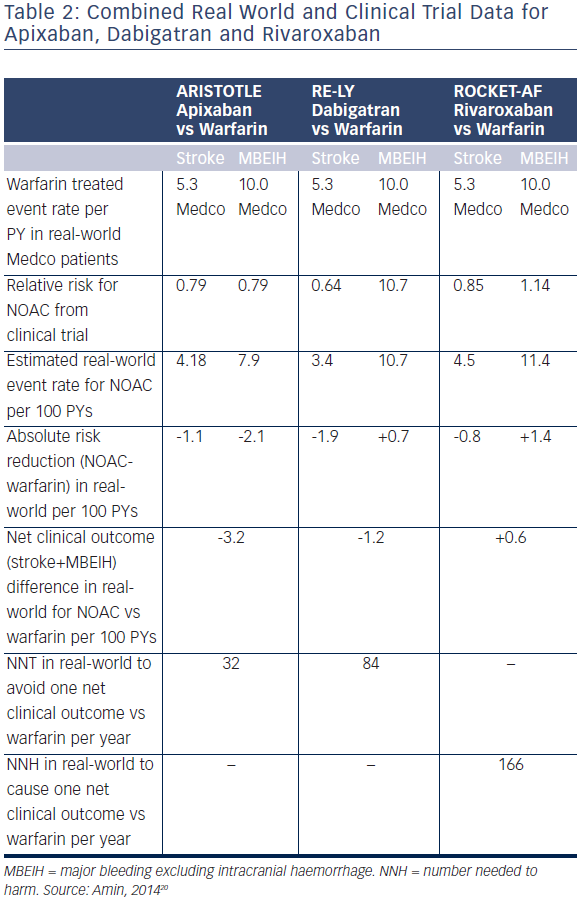 Table 2: Combined Real World and Clinical Trial Data for
Apixaban, Dabigatran and Rivaroxaban
ARISTOTLE RE-LY ROCKET-AF
Apixaban Dabigatran Rivaroxaban
vs Warfarin vs Warfarin vs Warfarin
Stroke MBEIH Stroke MBEIH Stroke MBEIH
Warfarin treated 5.3 10.0 5.3 10.0 5.3 10.0
event rate per Medco Medco Medco Medco Medco Medco
PY in real-world
Medco patients
Relative risk for 0.79 0.79 0.64 10.7 0.85 1.14
NOAC from
clinical trial
Estimated real-world 4.18 7.9 3.4 10.7 4.5 11.4
event rate for NOAC
per 100 PYs
Absolute risk -1.1 -2.1 -1.9 +0.7 -0.8 +1.4
reduction (NOAC-
warfarin) in real-
world per 100 PYs
Net clinical outcome -3.2 -1.2 +0.6
(stroke+MBEIH)
difference in real-
world for NOAC vs
warfarin per 100 PYs
NNT in real-world to 32 84 –
avoid one net
clinical outcome vs
warfarin per year
NNH in real-world to – – 166
cause one net
clinical outcome vs
warfarin per year
MBEIH = major bleeding excluding intracranial haemorrhage. NNH = number needed to
harm. Source: Amin, 2014²⁰